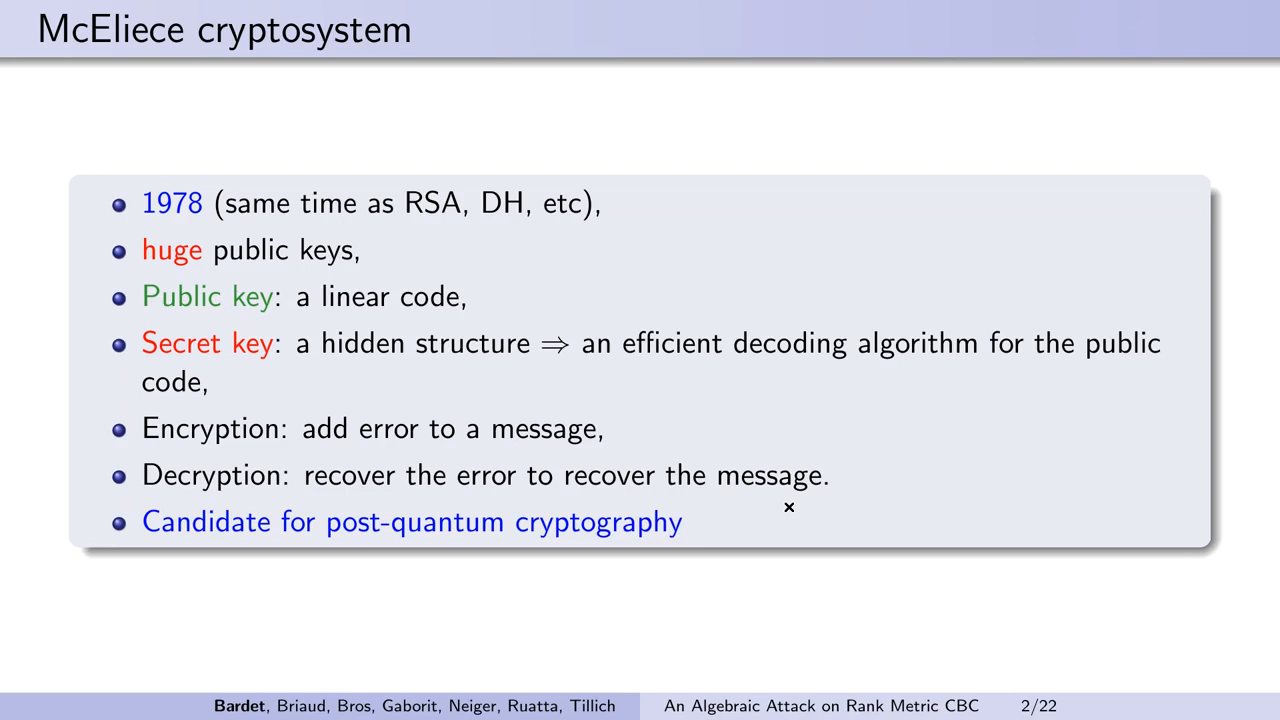 McEliece cryptosystem
1978 (same time as RSA, DH, etc),
huge public keys,
Public key: a linear code,
Secret key: a hidden structure ⇒ an efficient decoding algorithm for the public
code,
Encryption: add error to a message,
Decryption: recover the error to recover the message.
Candidate for post-quantum cryptography
Bardet, Briaud, Bros, Gaborit, Neiger, Ruatta, Tillich An Algebraic Attack on Rank Metric CBC 2/22